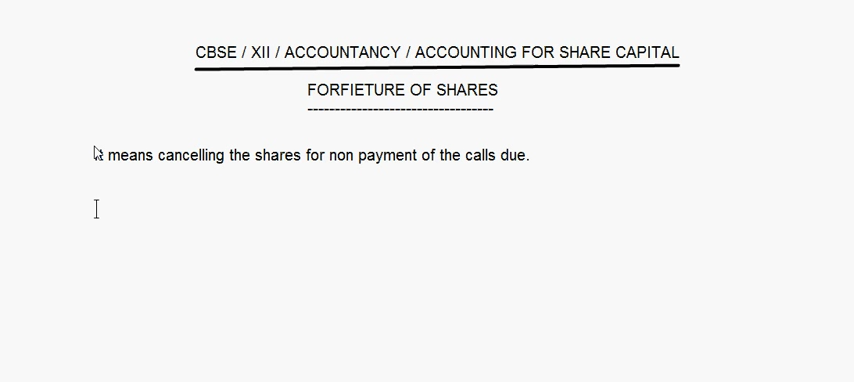 CBSE / XII / ACCOUNTANCY / ACCOUNTING FOR SHARE CAPITAL
FORFIETURE OF SHARES
----------------------------------
It means cancelling the shares for non payment of the calls due.